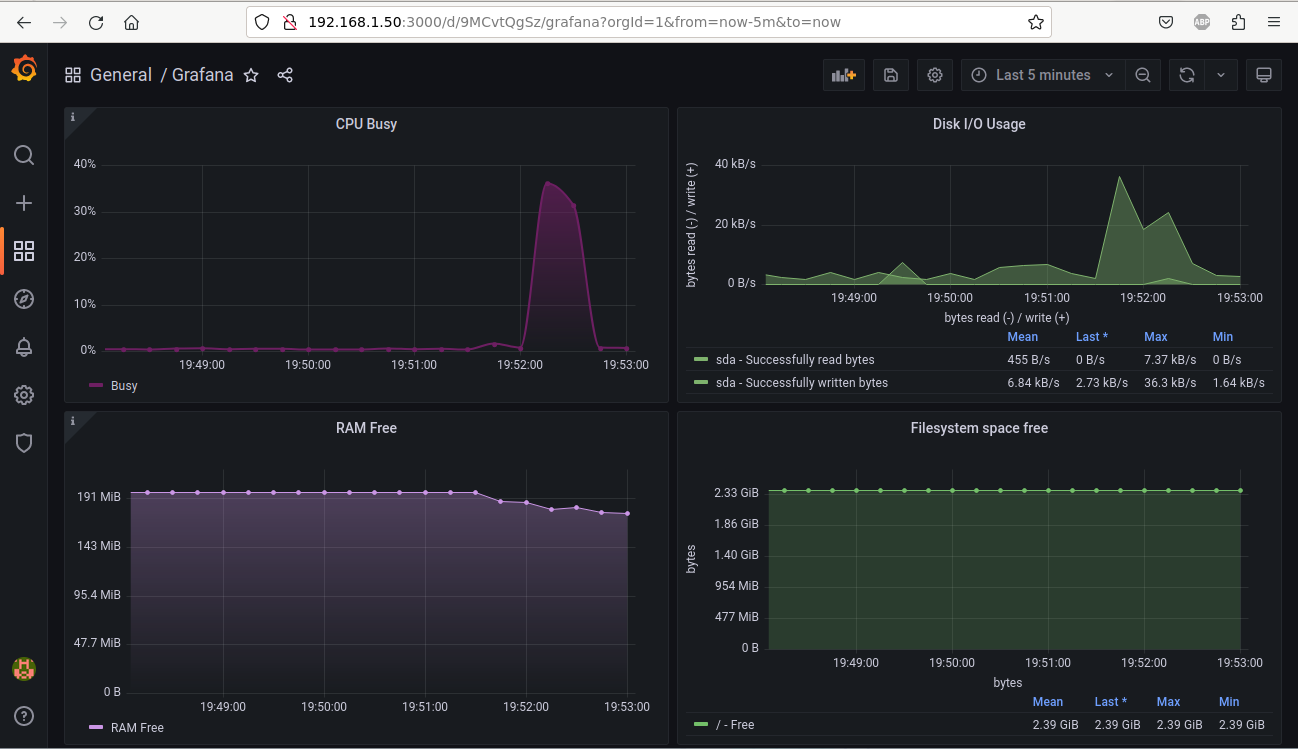 192.168.1.50:3000/d/9MCvtQgSz/grafana?orgId=1&from=now-5m&to=now
ABP
General / Grafana
Last 5 minutes
i
CPU Busy
40%
30%
20%
10%
0%
19:49:00 19:50:00 19:51:00 19:52:00 19:53:00
Busy
Disk I/O Usage
bytes read (-) / write (+)
40 kB/s
20 kB/s
0 B/s
19:49:00 19:50:00 19:51:00 19:52:00 19:53:00
bytes read (-) / write (+)
Mean Last * Max Min
sda - Successfully read bytes 455 B/s 0 B/s 7.37 kB/s 0 B/s
sda - Successfully written bytes 6.84 kB/s 2.73 kB/s 36.3 kB/s 1.64 kB/s
i
RAM Free
191 MiB
143 MiB
95.4 MiB
47.7 MiB
0 B
19:49:00 19:50:00 19:51:00 19:52:00 19:53:00
RAM Free
Filesystem space free
bytes
2.33 GiB
1.86 GiB
1.40 GiB
954 MiB
477 MiB
0 B
19:49:00 19:50:00 19:51:00 19:52:00 19:53:00
bytes
Mean Last * Max Min
/ - Free 2.39 GiB 2.39 GiB 2.39 GiB 2.39 GiB